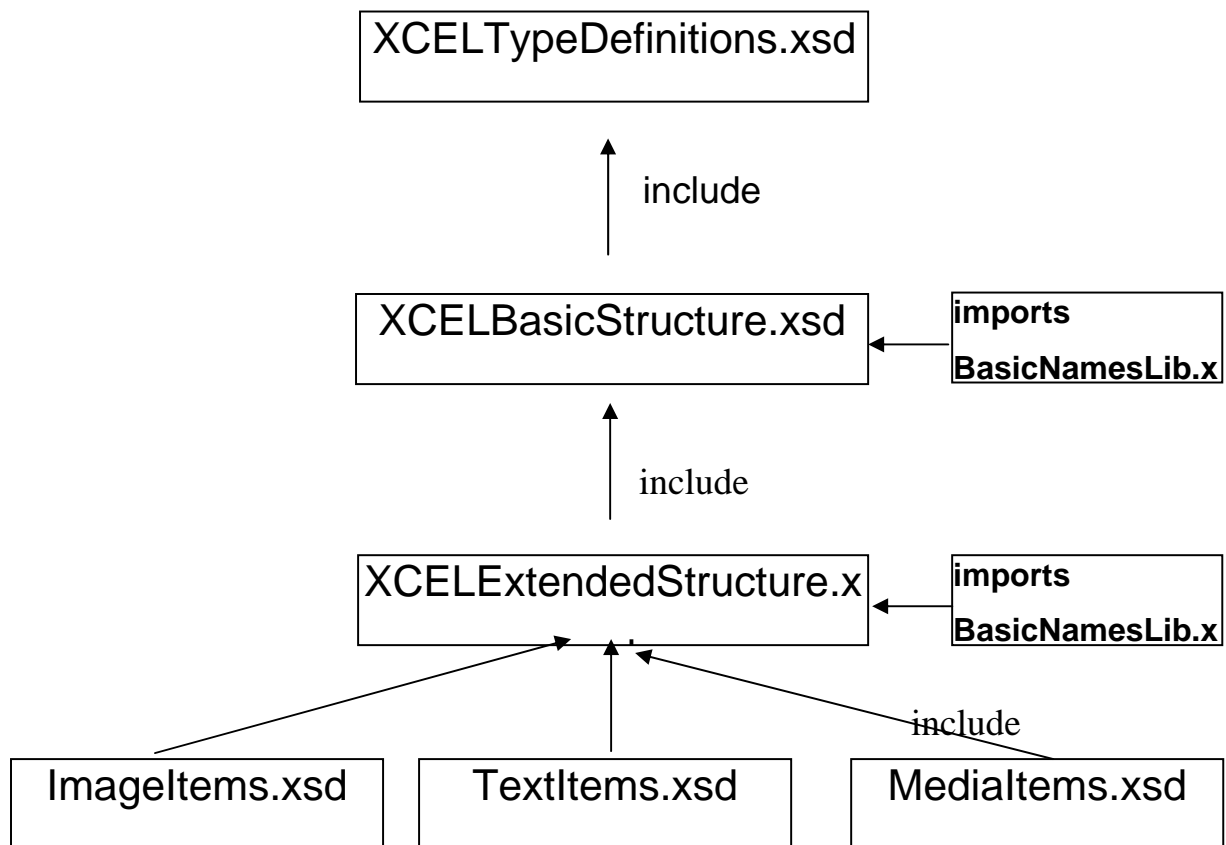 XCELTypeDefinitions.xsd
include
XCELBasicStructure.xsd
imports
BasicNamesLib.x
include
XCELExtendedStructure.x
imports
BasicNamesLib.x
include
ImageItems.xsd
TextItems.xsd
MediaItems.xsd